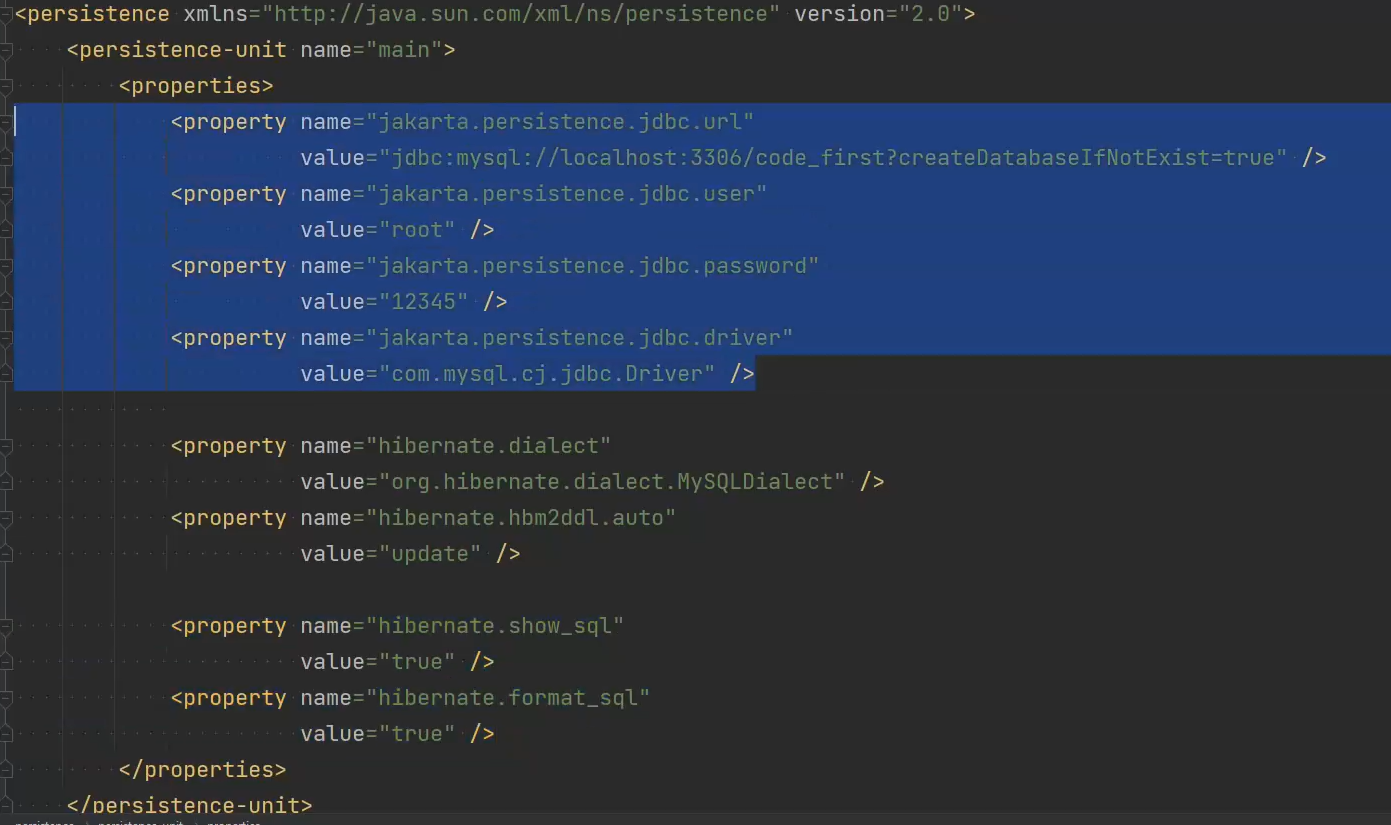 <persistence xmlns="http://java.sun.com/xml/ns/persistence" version="2.0">
<persistence-unit name="main">
<properties>
<property name="jakarta.persistence.jdbc.url"
value="jdbc:mysql://localhost:3306/code_first?createDatabaseIfNotExist=true" />
<property name="jakarta.persistence.jdbc.user"
value="root" />
<property name="jakarta.persistence.jdbc.password"
value="12345" />
<property name="jakarta.persistence.jdbc.driver"
value="com.mysql.cj.jdbc.Driver" />
<property name="hibernate.dialect"
value="org.hibernate.dialect.MySQLDialect" />
<property name="hibernate.hbm2ddl.auto"
value="update" />
<property name="hibernate.show_sql"
value="true" />
<property name="hibernate.format_sql"
value="true" />
</properties>
</persistence-unit>